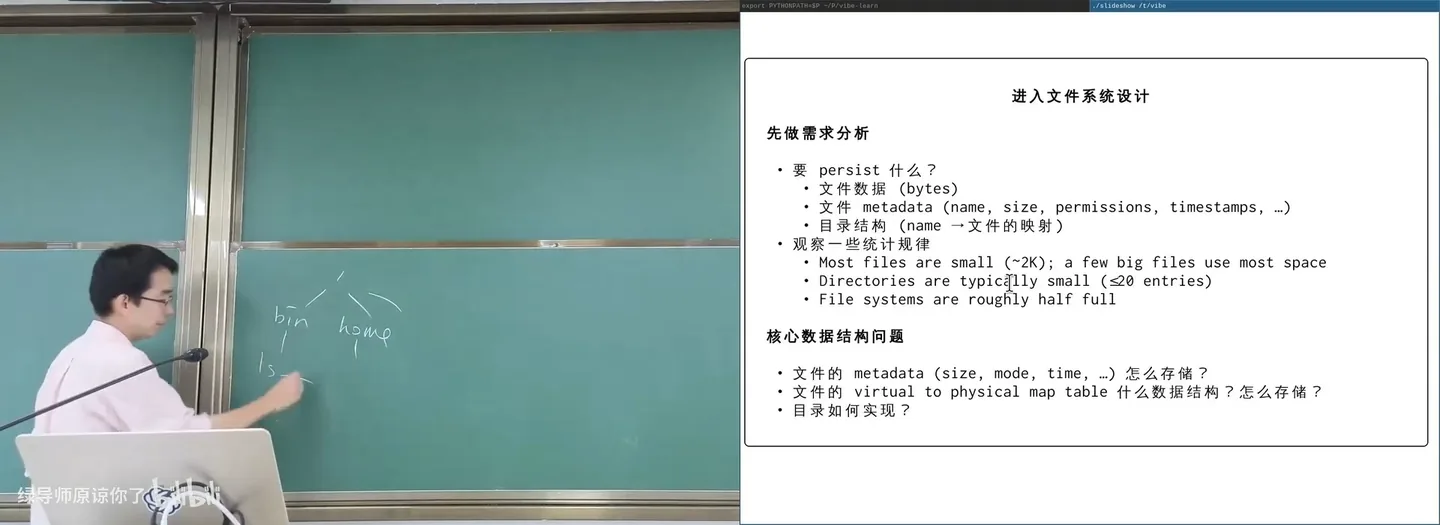 export PYTHONPATH=$P ~/P/vibe-learn
./slideshow /t/vibe
进入文件系统设计
先做需求分析
• 要 persist 什么？
• 文件数据 (bytes)
• 文件 metadata (name, size, permissions, timestamps, …)
• 目录结构 (name →文件的映射)
• 观察一些统计规律
• Most files are small (~2K); a few big files use most space
• Directories are typically small (≤20 entries)
• File systems are roughly half full
核心数据结构问题
• 文件的 metadata (size, mode, time, …) 怎么存储？
• 文件的 virtual to physical map table 什么数据结构？怎么存储？
• 目录如何实现？
/
bin home
ls
绿导师原谅你了 bilibili